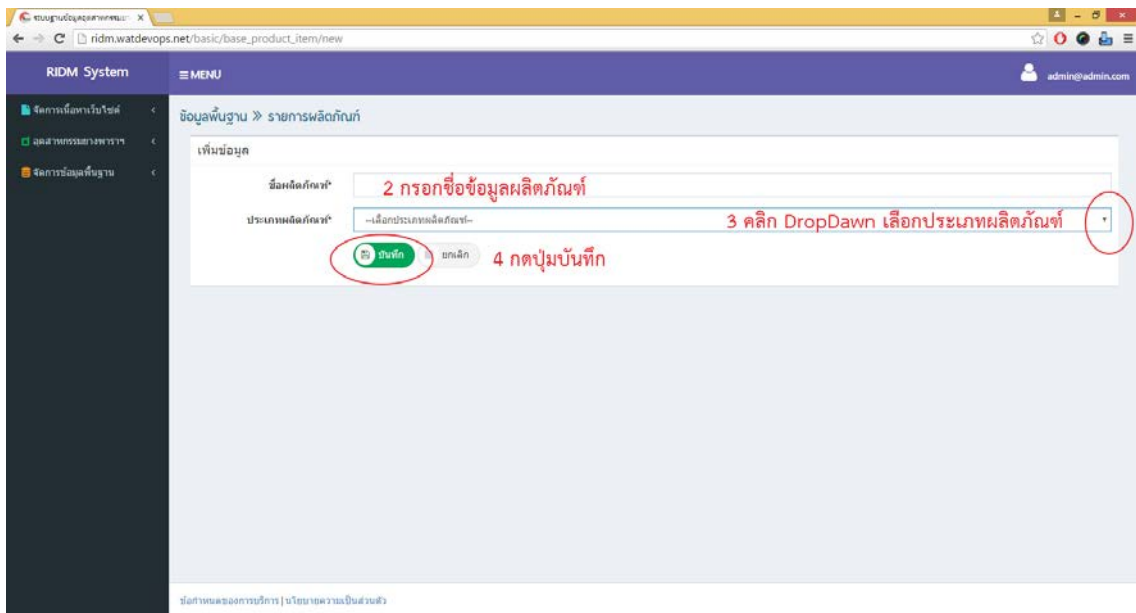 ridm.watdevops.net/basic/base_product_item/new
RIDM System
≡ MENU
admin@admin.com
จัดการเนื้อหาเว็บไซต์
อุตสาหกรรมยางพาราฯ
จัดการข้อมูลพื้นฐาน
ข้อมูลพื้นฐาน » รายการผลิตภัณฑ์
เพิ่มข้อมูล
ชื่อผลิตภัณฑ์*
2 กรอกชื่อข้อมูลผลิตภัณฑ์
ประเภทผลิตภัณฑ์*
--เลือกประเภทผลิตภัณฑ์--
3 คลิก DropDawn เลือกประเภทผลิตภัณฑ์
บันทึก ยกเลิก
4 กดปุ่มบันทึก
ข้อกำหนดของการบริการ | นโยบายความเป็นส่วนตัว